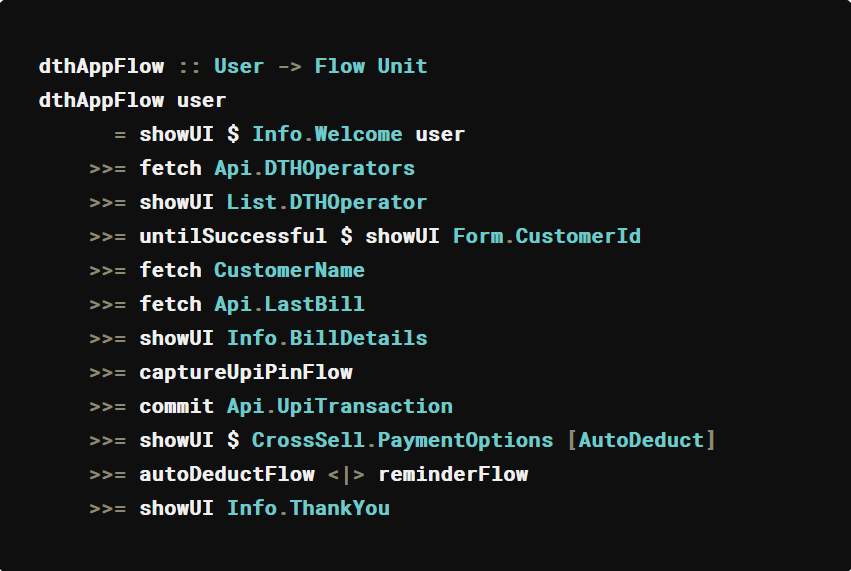 dthAppFlow :: User -> Flow Unit
dthAppFlow user
      = showUI $ Info.Welcome user
    >>= fetch Api.DTHOperators
    >>= showUI List.DTHOperator
    >>= untilSuccessful $ showUI Form.CustomerId
    >>= fetch CustomerName
    >>= fetch Api.LastBill
    >>= showUI Info.BillDetails
    >>= captureUpiPinFlow
    >>= commit Api.UpiTransaction
    >>= showUI $ CrossSell.PaymentOptions [AutoDeduct]
    >>= autoDeductFlow <|> reminderFlow
    >>= showUI Info.ThankYou